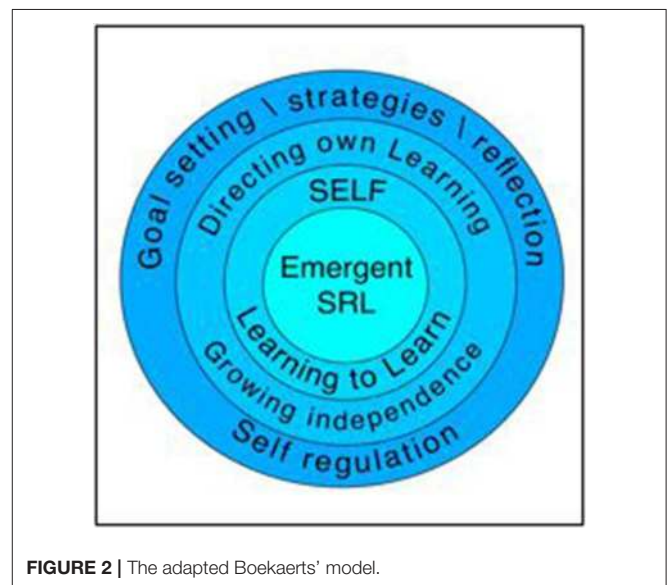 Goal setting \ strategies \ reflection
Directing own Learning
SELF
Emergent
SRL
Learning to Learn
Growing independence
Self regulation
FIGURE 2 | The adapted Boekaerts’ model.